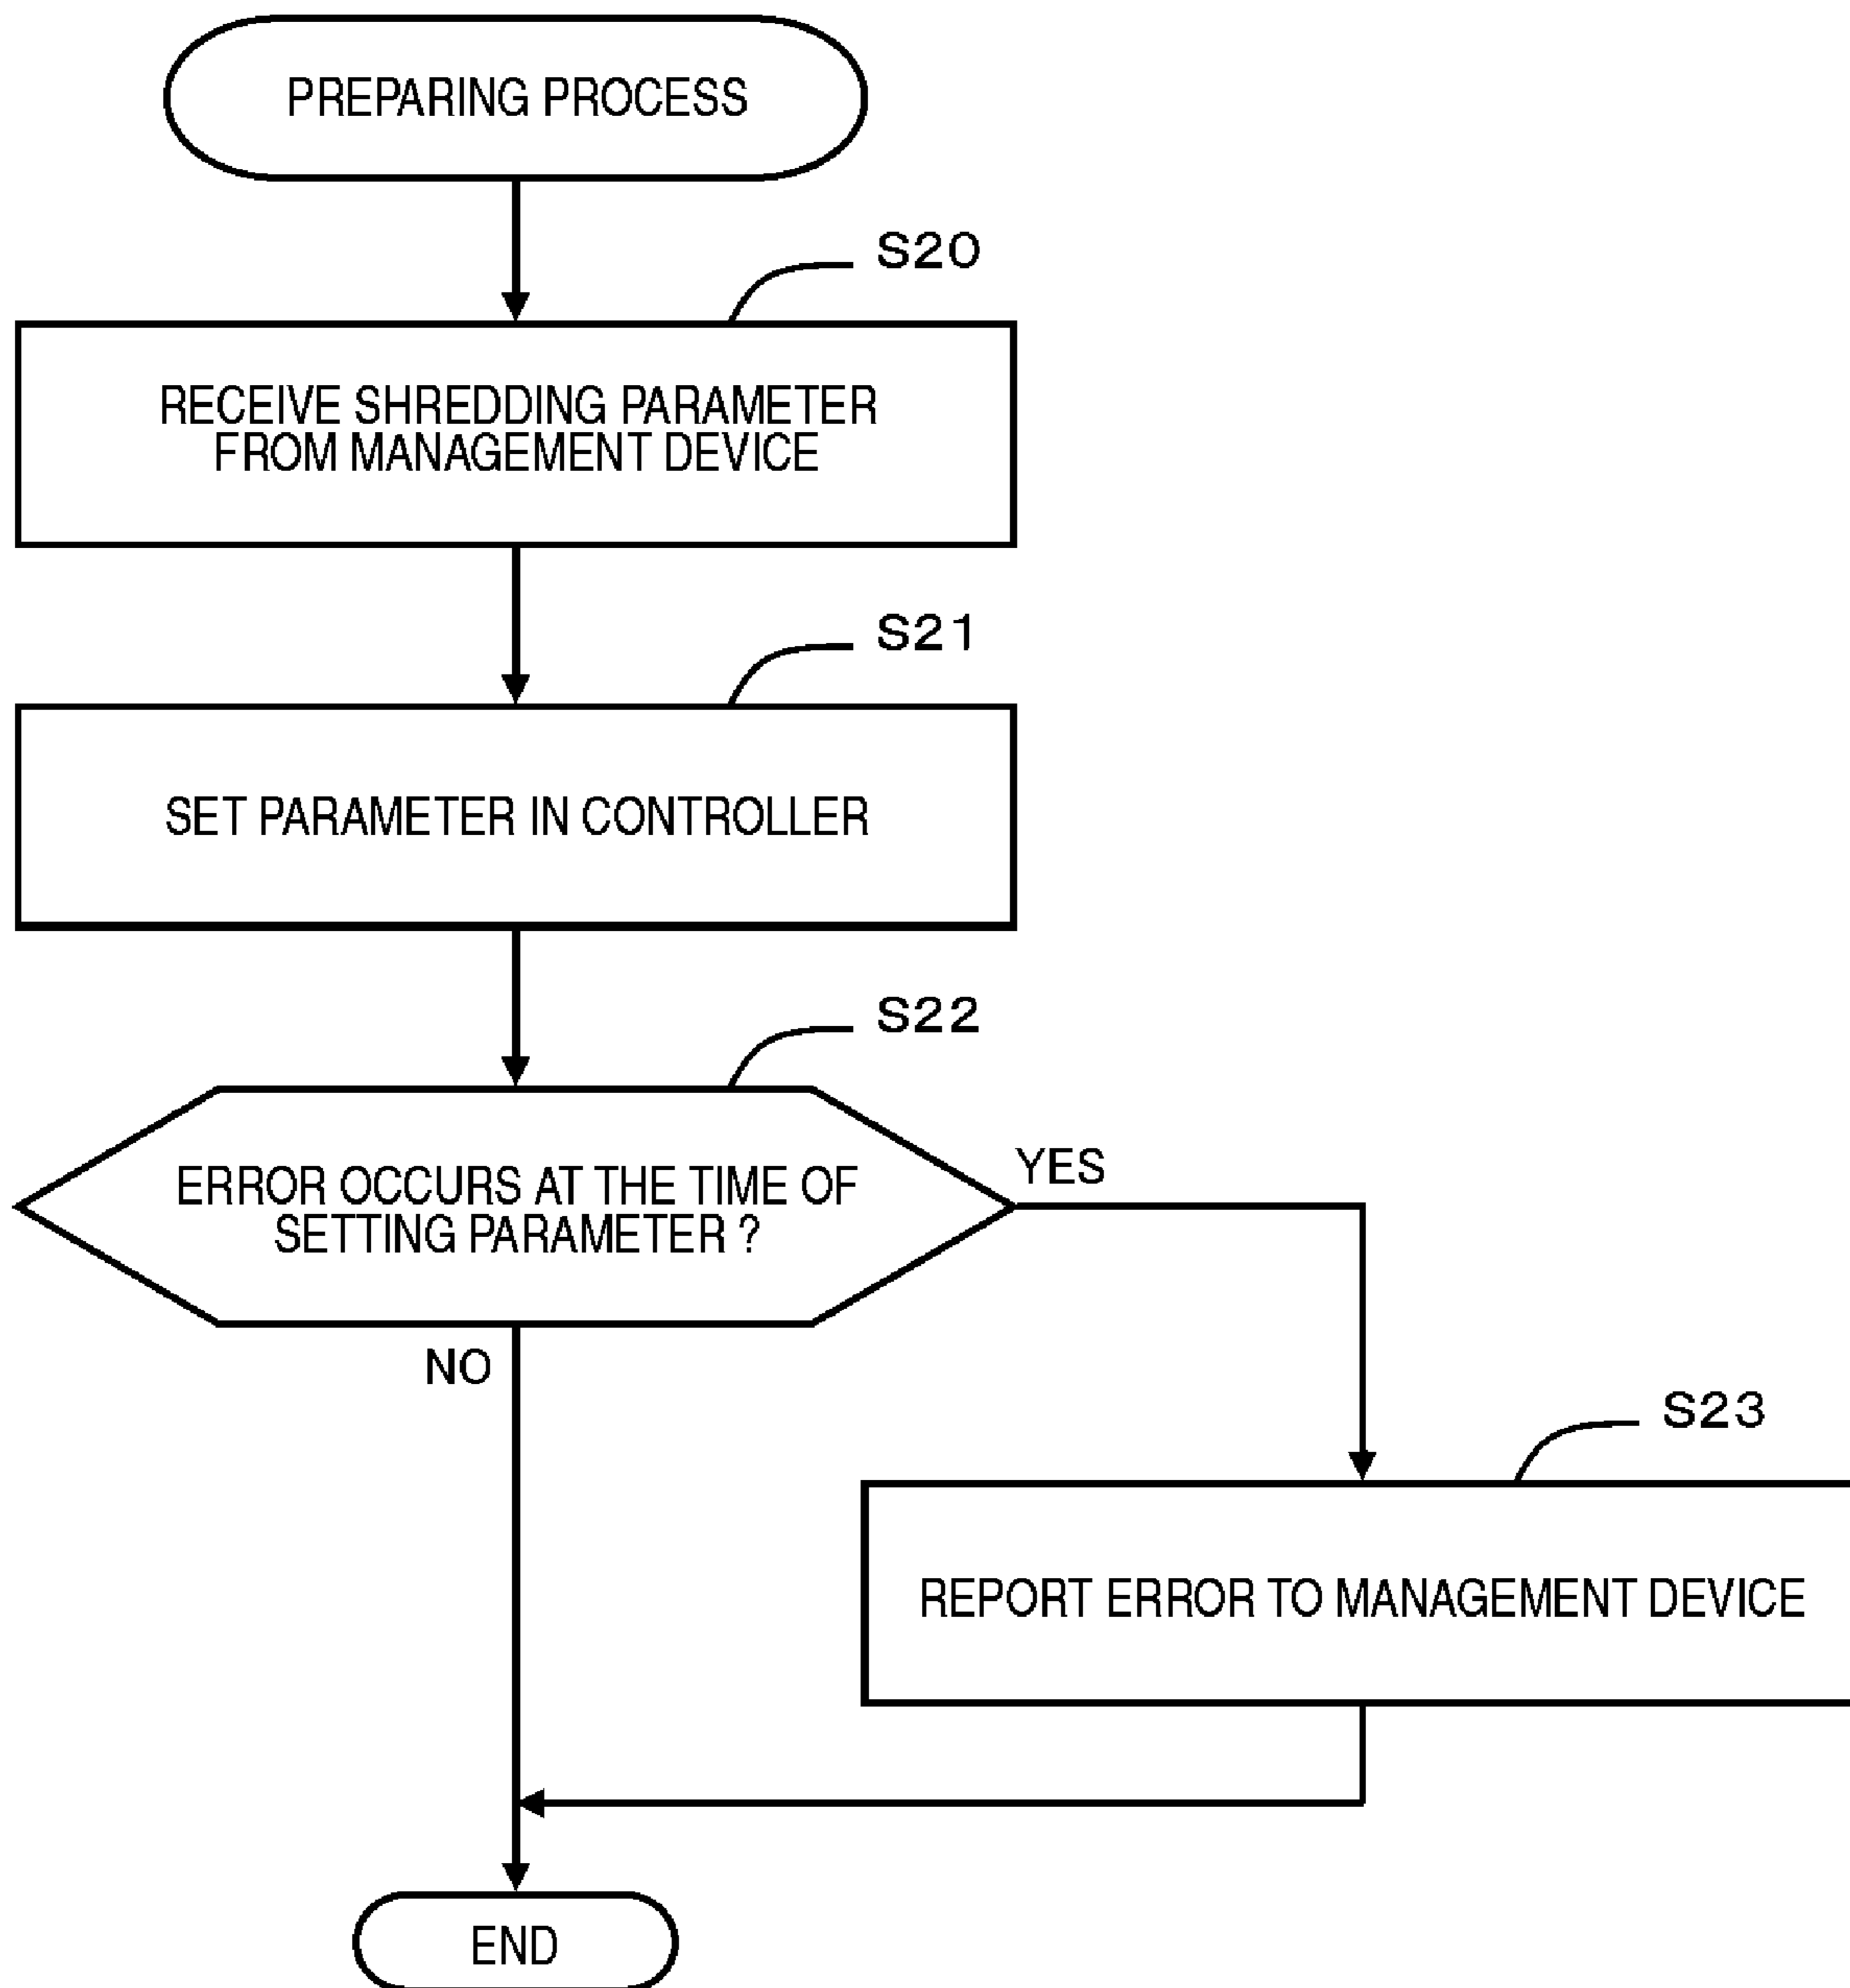 PREPARING PROCESS
S20
RECEIVE SHREDDING PARAMETER
FROM MANAGEMENT DEVICE
S21
SET PARAMETER IN CONTROLLER
S22
ERROR OCCURS AT THE TIME OF
SETTING PARAMETER ?
YES
NO
S23
REPORT ERROR TO MANAGEMENT DEVICE
END